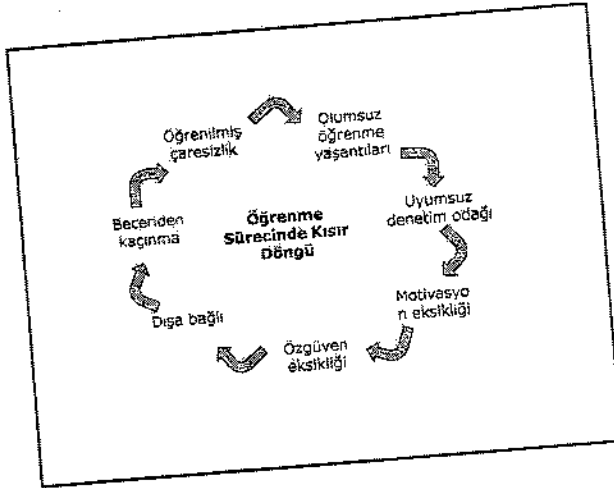 Öğrenilmiş
çaresizlik
Olumsuz
öğrenme
yaşantıları
Uyumsuz
denetim odağı
Motivasyo
n eksikliği
Özgüven
eksikliği
Dışa bağlı
Beceriden
kaçınma
Öğrenme
Sürecinde Kısır
Döngü